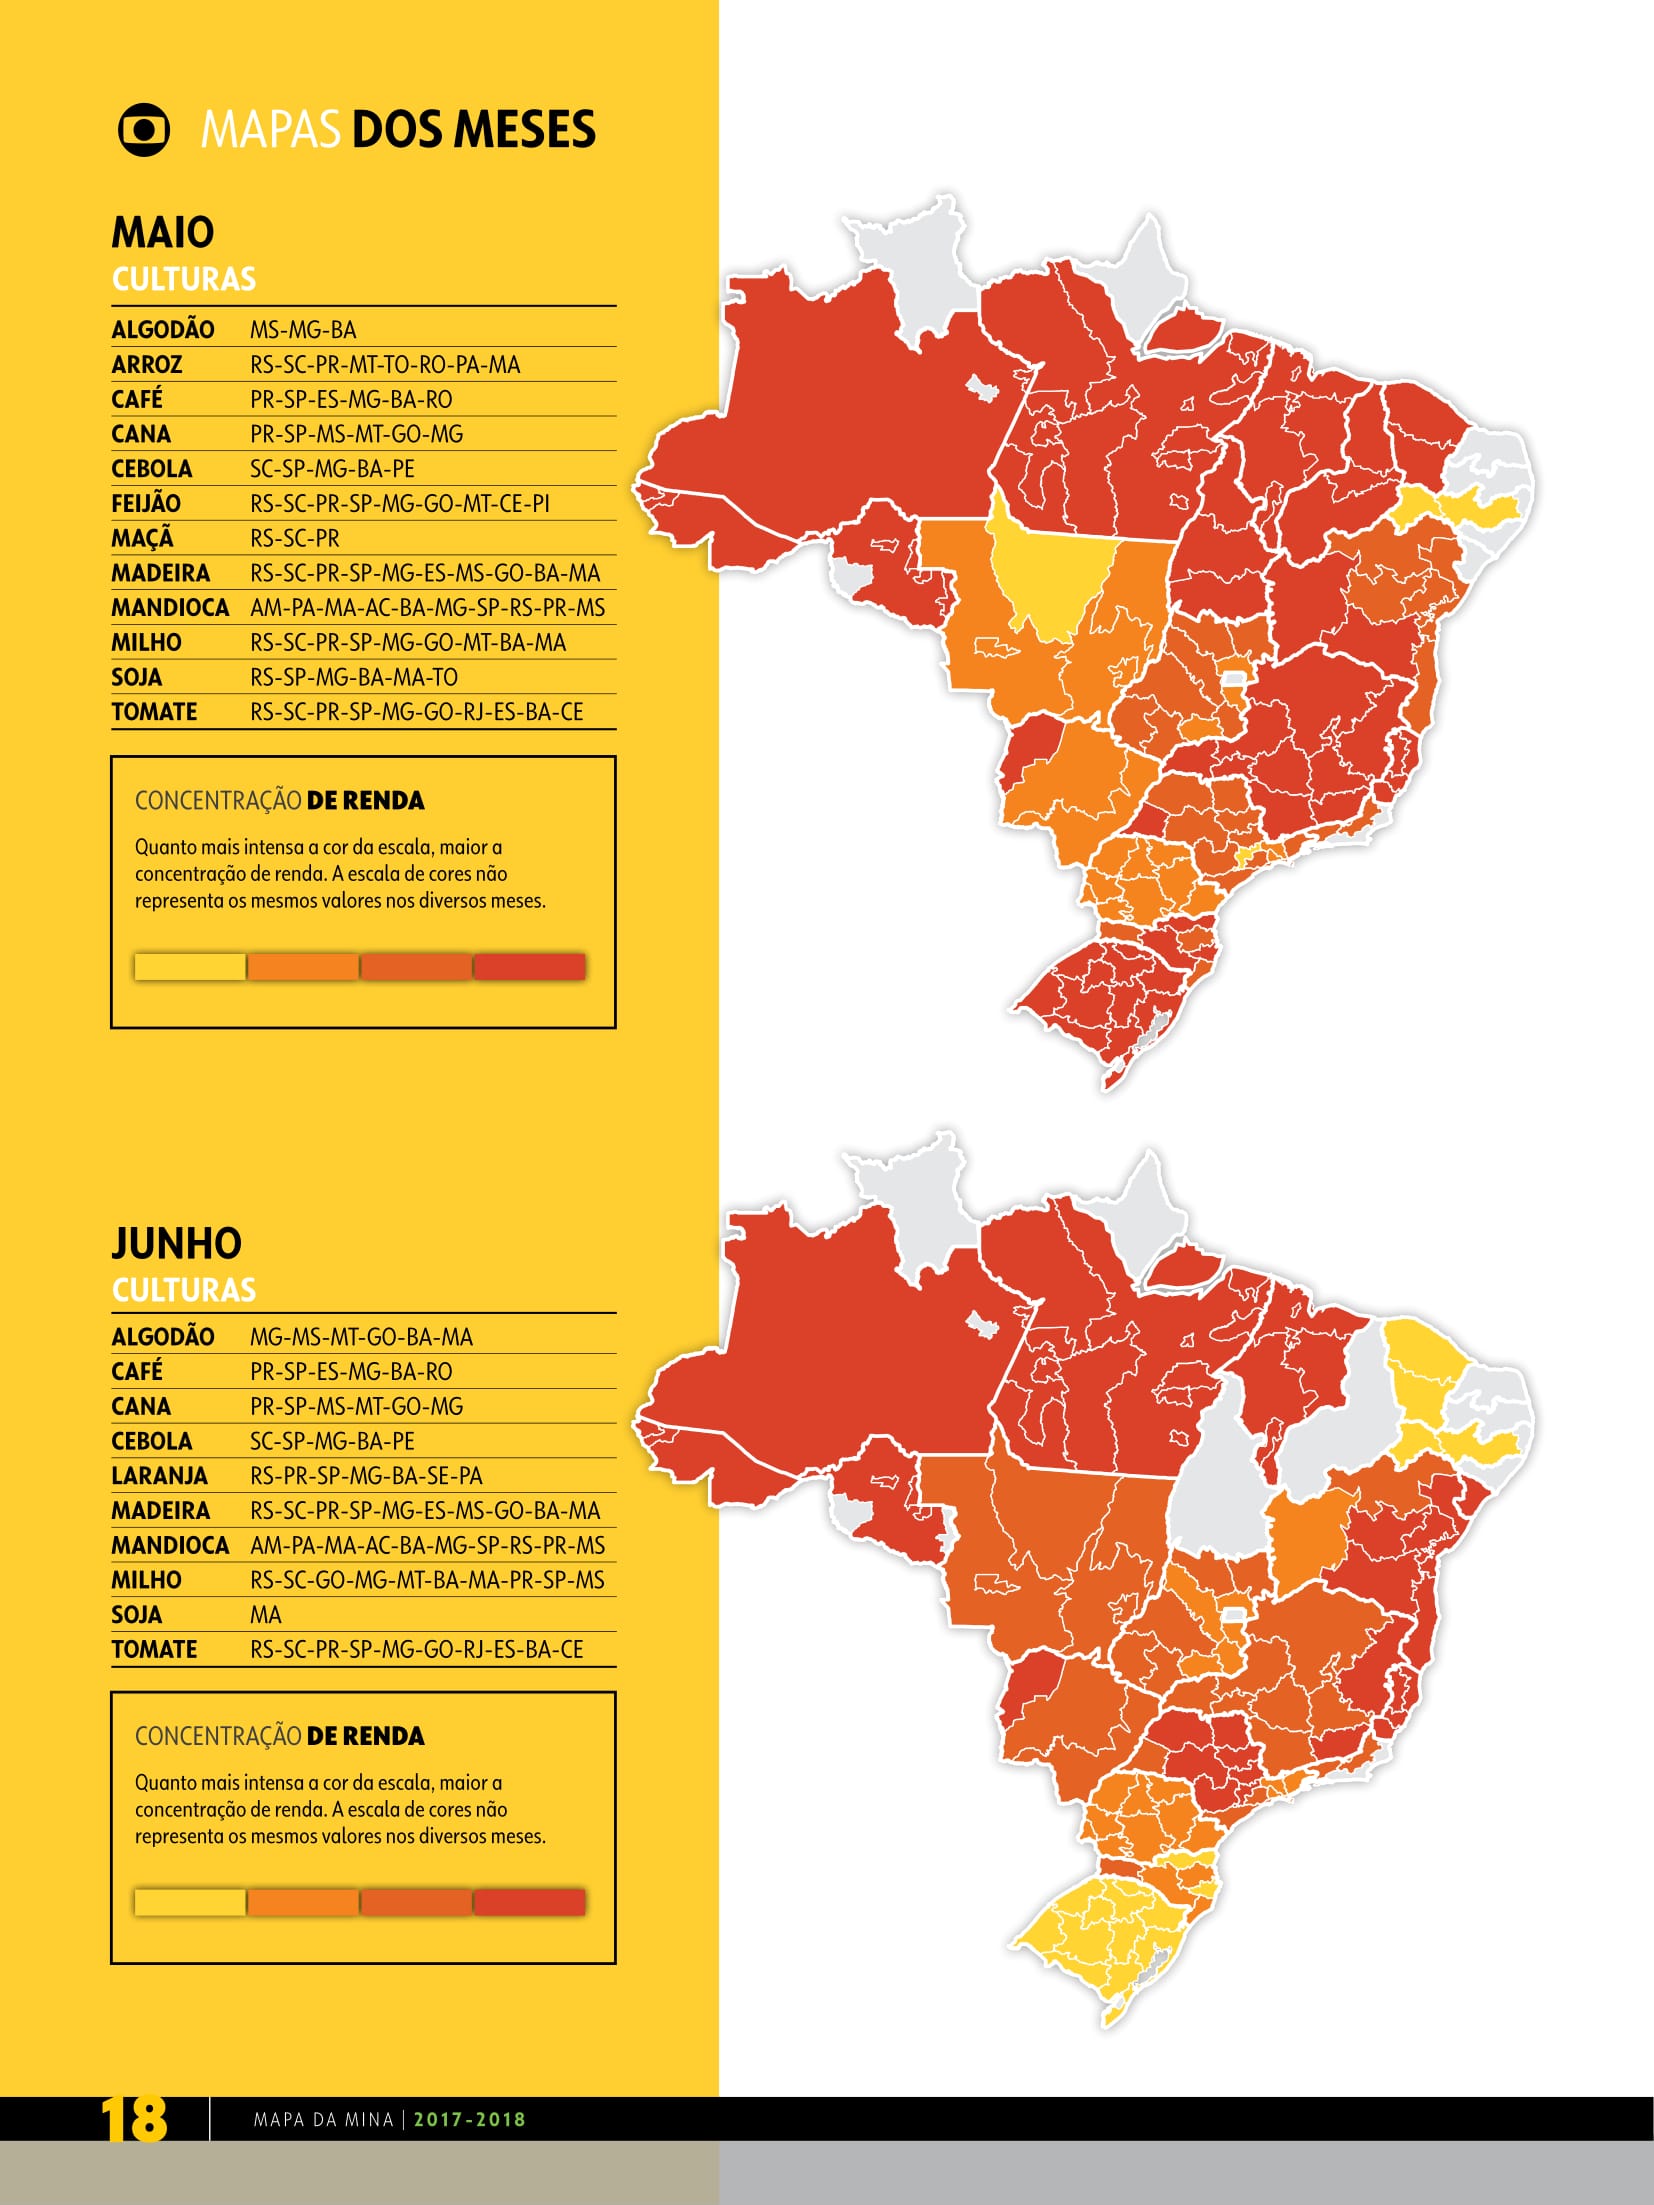 MAPAS DOS MESES
MAIO
CULTURAS
ALGODÃO MS-MG-BA
ARROZ RS-SC-PR-MT-TO-RO-PA-MA
CAFÉ PR-SP-ES-MG-BA-RO
CANA PR-SP-MS-MT-GO-MG
CEBOLA SC-SP-MG-BA-PE
FEIJÃO RS-SC-PR-SP-MG-GO-MT-CE-PI
MAÇÃ RS-SC-PR
MADEIRA RS-SC-PR-SP-MG-ES-MS-GO-BA-MA
MANDIOCA AM-PA-MA-AC-BA-MG-SP-RS-PR-MS
MILHO RS-SC-PR-SP-MG-GO-MT-BA-MA
SOJA RS-SP-MG-BA-MA-TO
TOMATE RS-SC-PR-SP-MG-GO-RJ-ES-BA-CE
CONCENTRAÇÃO DE RENDA
Quanto mais intensa a cor da escala, maior a
concentração de renda. A escala de cores não
representa os mesmos valores nos diversos meses.
JUNHO
CULTURAS
ALGODÃO MG-MS-MT-GO-BA-MA
CAFÉ PR-SP-ES-MG-BA-RO
CANA PR-SP-MS-MT-GO-MG
CEBOLA SC-SP-MG-BA-PE
LARANJA RS-PR-SP-MG-BA-SE-PA
MADEIRA RS-SC-PR-SP-MG-ES-MS-GO-BA-MA
MANDIOCA AM-PA-MA-AC-BA-MG-SP-RS-PR-MS
MILHO RS-SC-GO-MG-MT-BA-MA-PR-SP-MS
SOJA MA
TOMATE RS-SC-PR-SP-MG-GO-RJ-ES-BA-CE
CONCENTRAÇÃO DE RENDA
Quanto mais intensa a cor da escala, maior a
concentração de renda. A escala de cores não
representa os mesmos valores nos diversos meses.
18 MAPA DA MINA | 2017-2018